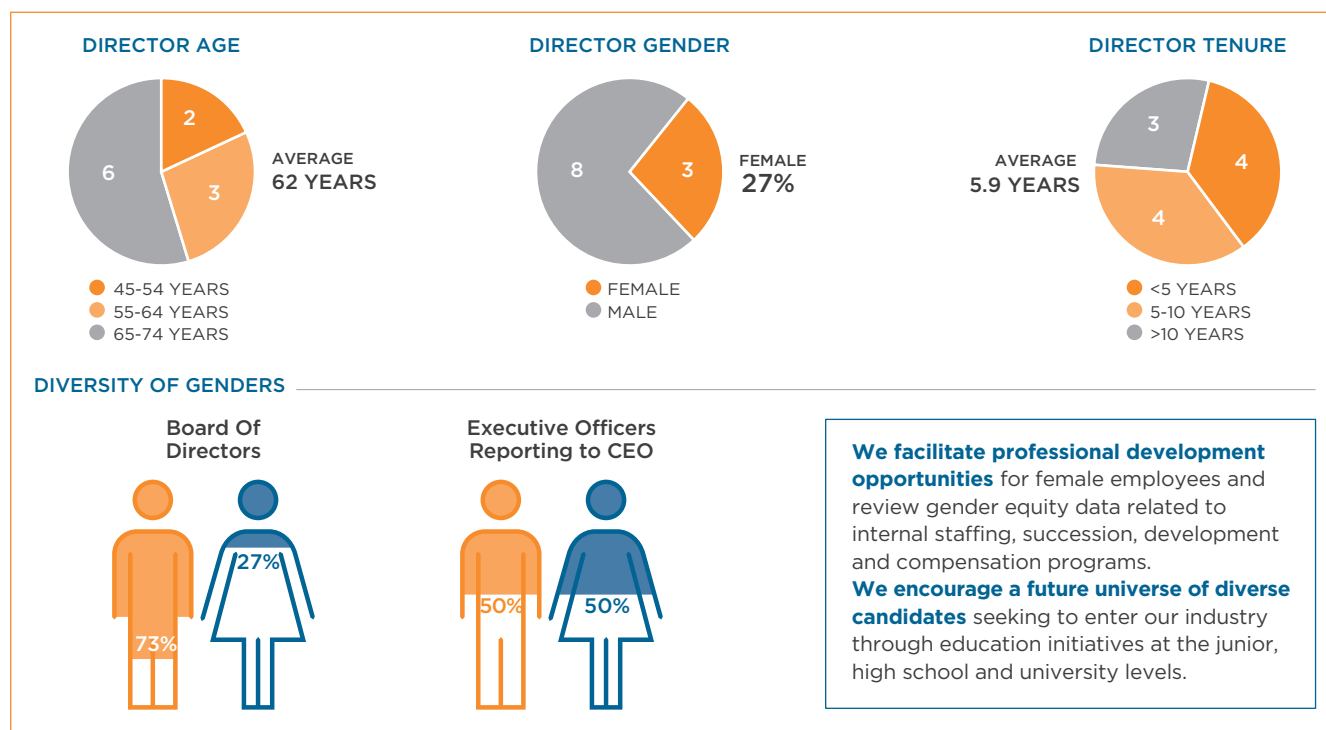 DIRECTOR AGE
2
3
6
AVERAGE
62 YEARS
45-54 YEARS
55-64 YEARS
65-74 YEARS
DIRECTOR GENDER
8
3
FEMALE
27%
FEMALE
MALE
DIRECTOR TENURE
3
4
4
AVERAGE
5.9 YEARS
<5 YEARS
5-10 YEARS
>10 YEARS
DIVERSITY OF GENDERS
Board Of
Directors
73%
27%
Executive Officers
Reporting to CEO
50%
50%
We facilitate professional development
opportunities for female employees and
review gender equity data related to
internal staffing, succession, development
and compensation programs.
We encourage a future universe of diverse
candidates seeking to enter our industry
through education initiatives at the junior,
high school and university levels.